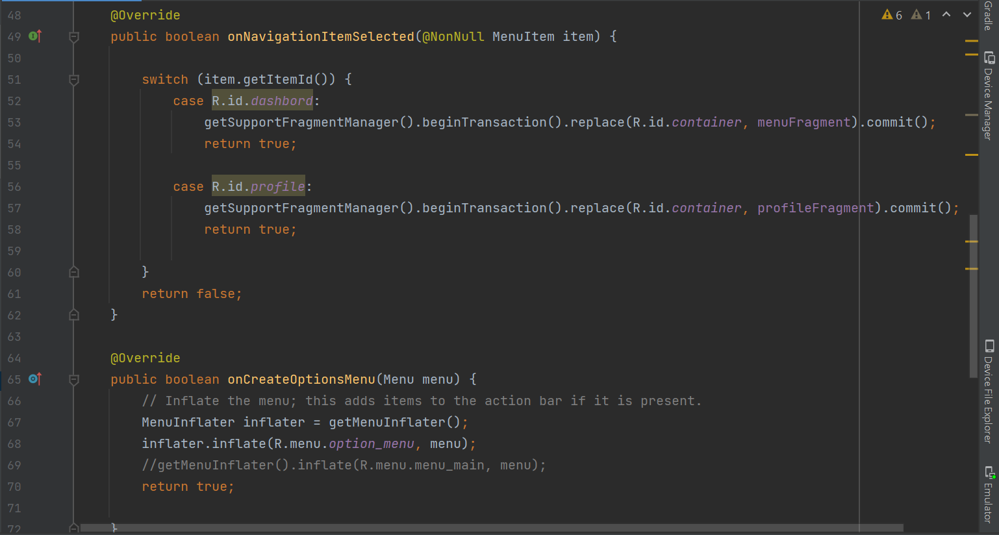 48 @Override
6 1
49 public boolean onNavigationItemSelected(@NonNull MenuItem item) {
50
51 switch (item.getItemId()) {
52 case R.id.dashbord:
53 getSupportFragmentManager().beginTransaction().replace(R.id.container, menuFragment).commit();
54 return true;
55
56 case R.id.profile:
57 getSupportFragmentManager().beginTransaction().replace(R.id.container, profileFragment).commit();
58 return true;
59
60 }
61 return false;
62 }
63
64 @Override
65 public boolean onCreateOptionsMenu(Menu menu) {
66 // Inflate the menu; this adds items to the action bar if it is present.
67 MenuInflater inflater = getMenuInflater();
68 inflater.inflate(R.menu.option_menu, menu);
69 //getMenuInflater().inflate(R.menu.menu_main, menu);
70 return true;
71
72 }
Gradle
Device Manager
Device File Explorer
Emulator